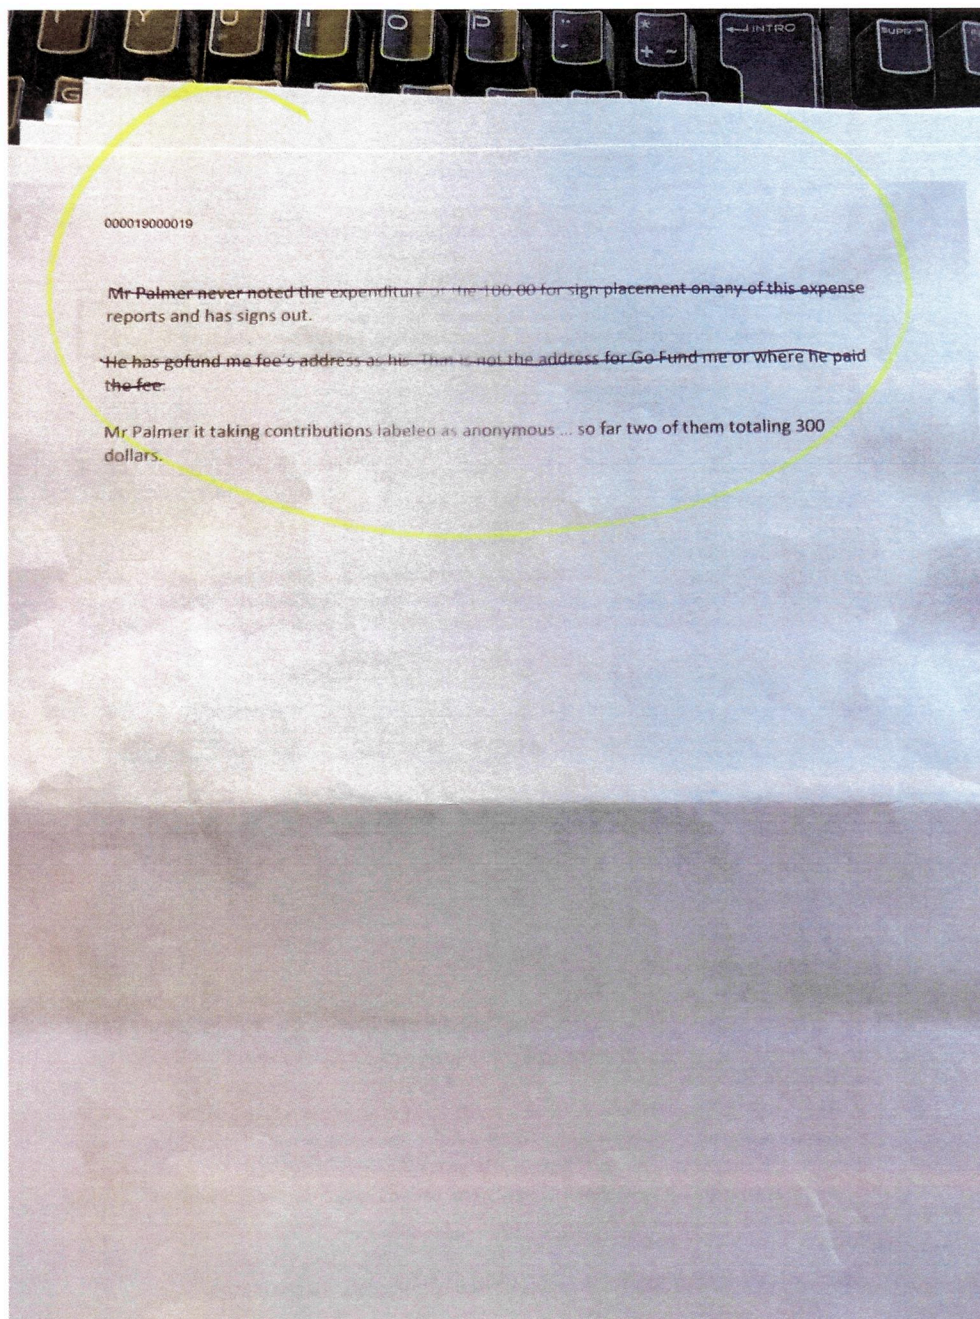 Y
U
I
O
P
¨
*
+ ~
INTRO
SUPR
G
000019000019
Mr Palmer never noted the expenditure of the 100.00 for sign placement on any of this expense
reports and has signs out.
He has gofund me fee's address as his. That is not the address for Go Fund me or where he paid
the fee.
Mr Palmer it taking contributions labeled as anonymous ... so far two of them totaling 300
dollars.